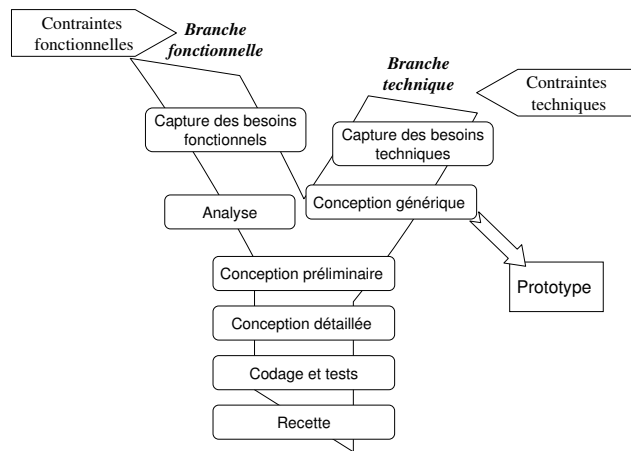 Contraintes
fonctionnelles
Branche
fonctionnelle
Branche
technique
Contraintes
techniques
Capture des besoins
fonctionnels
Capture des besoins
techniques
Analyse
Conception générique
Conception préliminaire
Prototype
Conception détaillée
Codage et tests
Recette